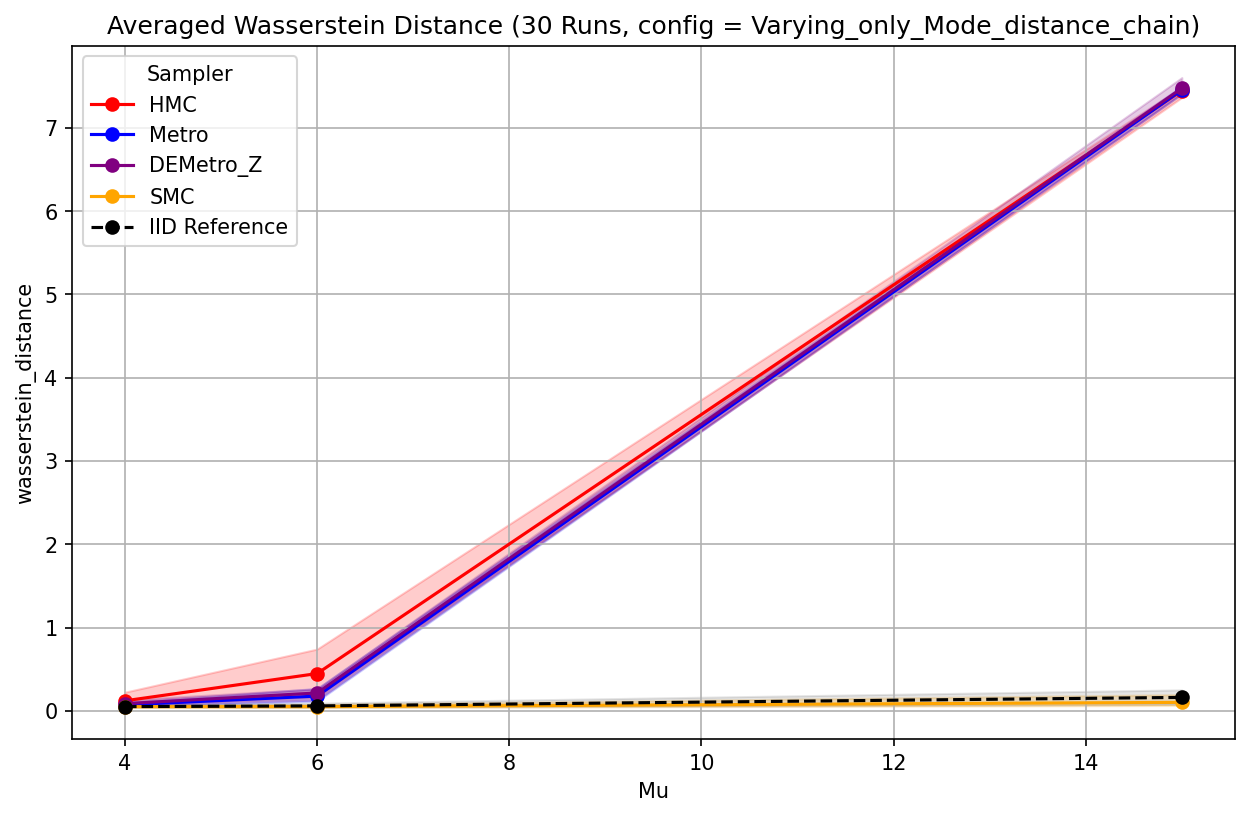 Averaged Wasserstein Distance (30 Runs, config = Varying_only_Mode_distance_chain)
Sampler
HMC
Metro
DEMetro_Z
SMC
IID Reference
wasserstein_distance
7
6
5
4
3
2
1
0
4 6 8 10 12 14
Mu